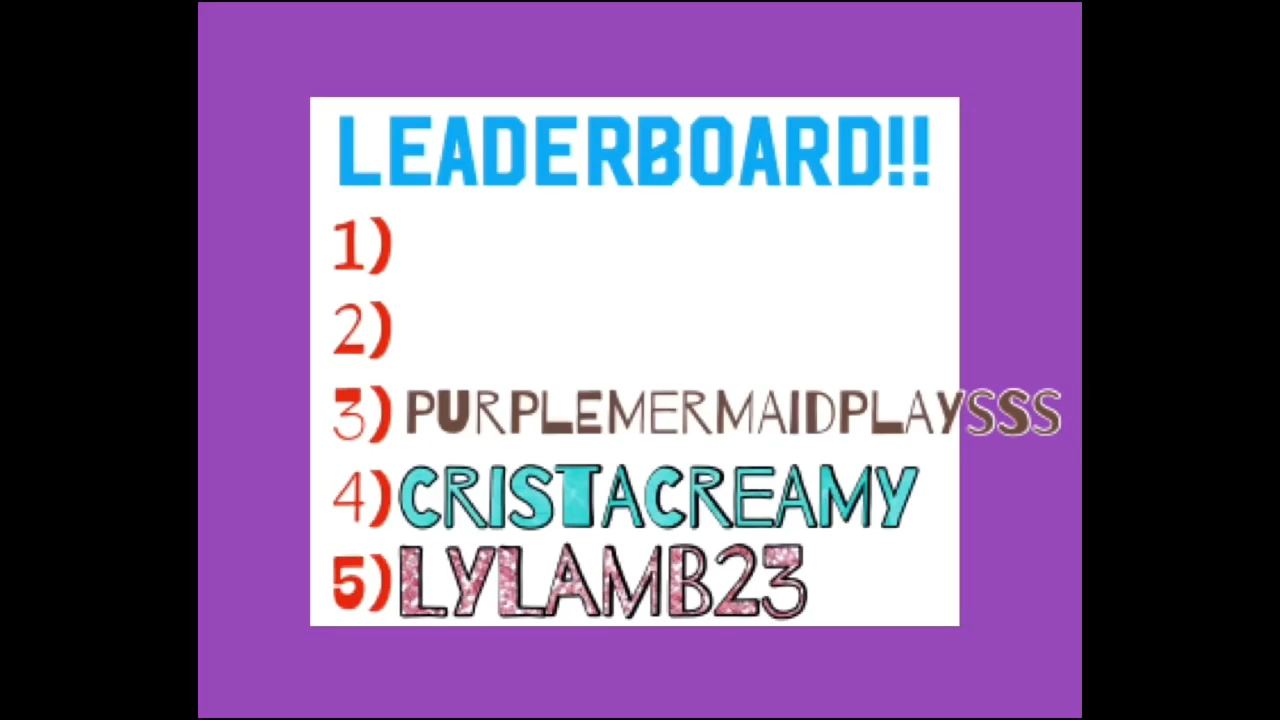 LEADERBOARD!!
1)
2)
3) PURPLEMERMAIDPLAYSSS
4) CRISTACREAMY
5) LYLAMB23